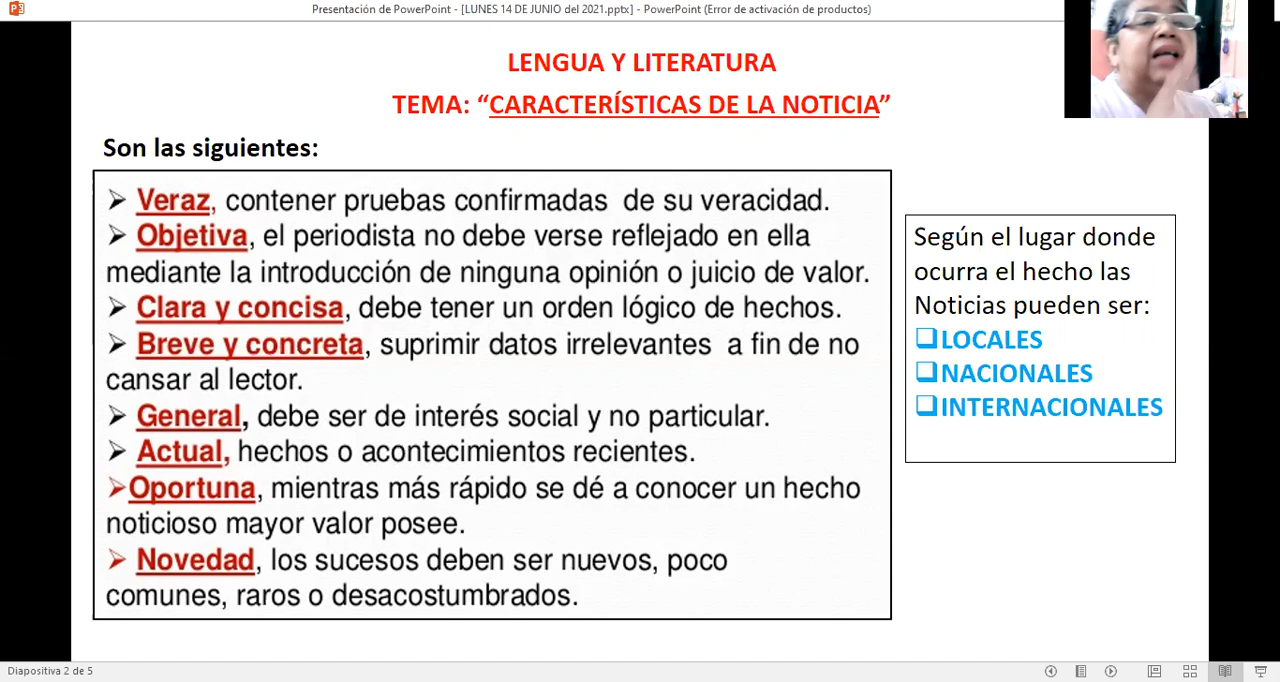 Presentación de PowerPoint - [LUNES 14 DE JUNIO del 2021.pptx] - PowerPoint (Error de activación de productos)
LENGUA Y LITERATURA
TEMA: “CARACTERÍSTICAS DE LA NOTICIA”
Son las siguientes:
➢ Veraz, contener pruebas confirmadas de su veracidad.
➢ Objetiva, el periodista no debe verse reflejado en ella
mediante la introducción de ninguna opinión o juicio de valor.
➢ Clara y concisa, debe tener un orden lógico de hechos.
➢ Breve y concreta, suprimir datos irrelevantes a fin de no
cansar al lector.
➢ General, debe ser de interés social y no particular.
➢ Actual, hechos o acontecimientos recientes.
➢Oportuna, mientras más rápido se dé a conocer un hecho
noticioso mayor valor posee.
➢ Novedad, los sucesos deben ser nuevos, poco
comunes, raros o desacostumbrados.
Según el lugar donde
ocurra el hecho las
Noticias pueden ser:
❑LOCALES
❑NACIONALES
❑INTERNACIONALES
Diapositiva 2 de 5